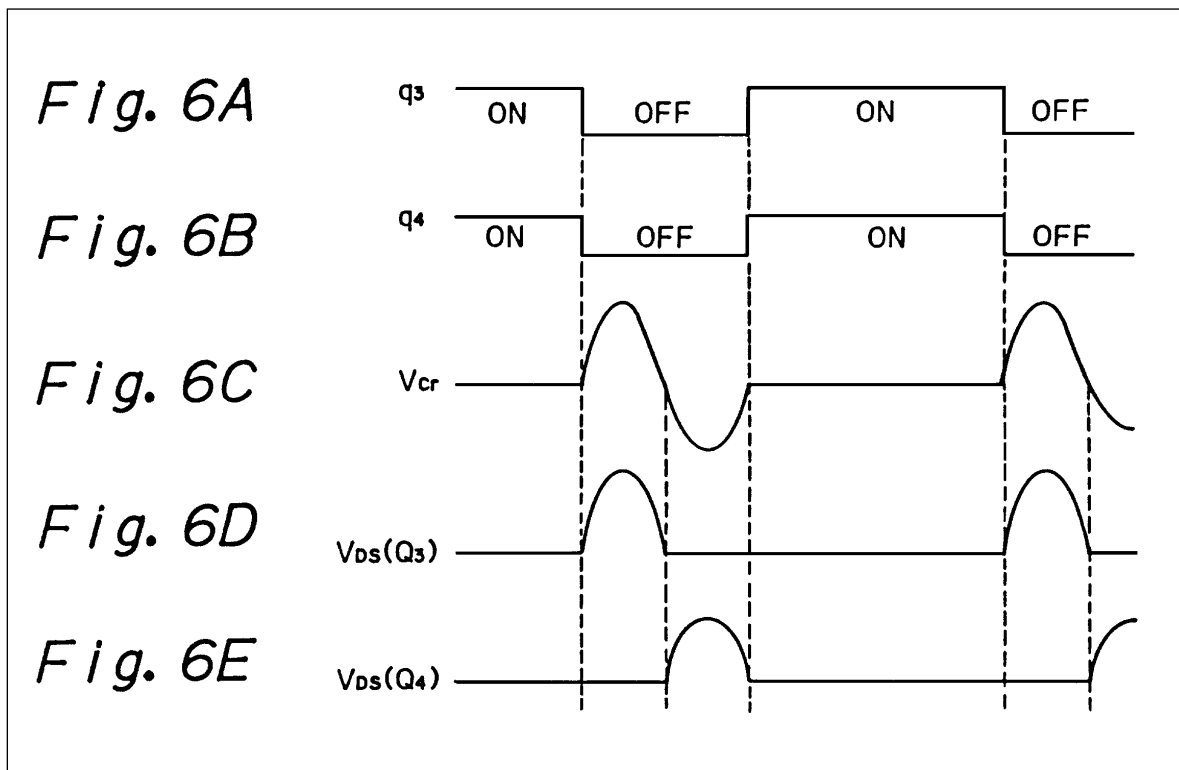 Fig. 6A
q3
ON OFF ON OFF
Fig. 6B
q4
ON OFF ON OFF
Fig. 6C
Vcr
Fig. 6D
VDS(Q3)
Fig. 6E
VDS(Q4)